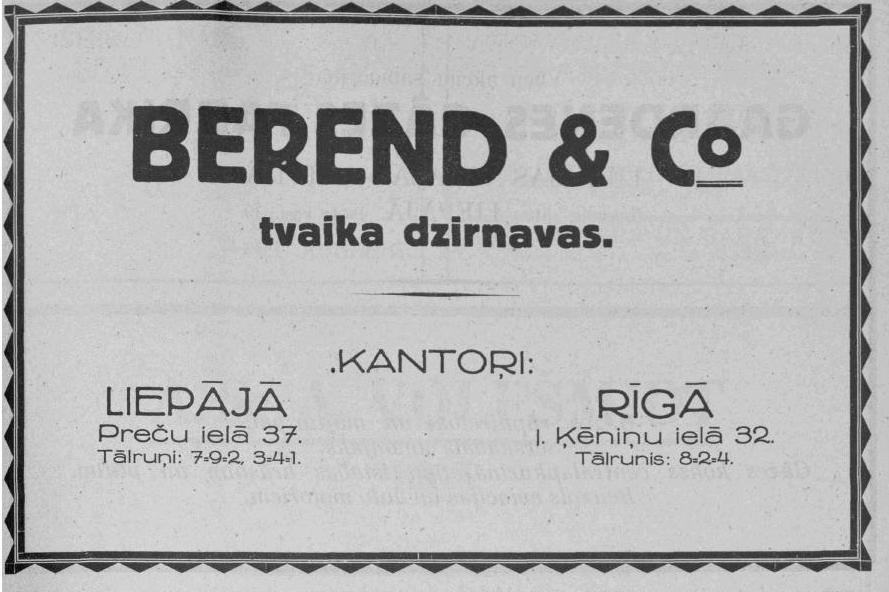 BEREND & Co
tvaika dzirnavas.
KANTOŖI:
LIEPĀJĀ
Preču ielā 37.
Tālruņi: 7-9-2, 3-4-1.
RĪGĀ
l. Ķēniņu ielā 32.
Tālrunis: 8-2-4.